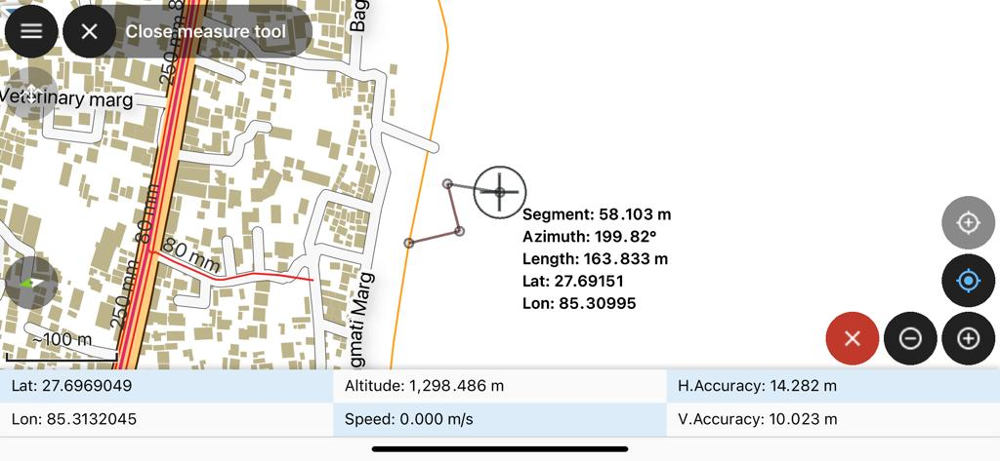 Close measure tool
250 m
8
Bag
Veterinary marg
80 mm
80 mm
250 mm
gmati Marg
~100 m
Segment: 58.103 m
Azimuth: 199.82°
Length: 163.833 m
Lat: 27.69151
Lon: 85.30995
Lat: 27.6969049
Altitude: 1,298.486 m
H.Accuracy: 14.282 m
Lon: 85.3132045
Speed: 0.000 m/s
V.Accuracy: 10.023 m